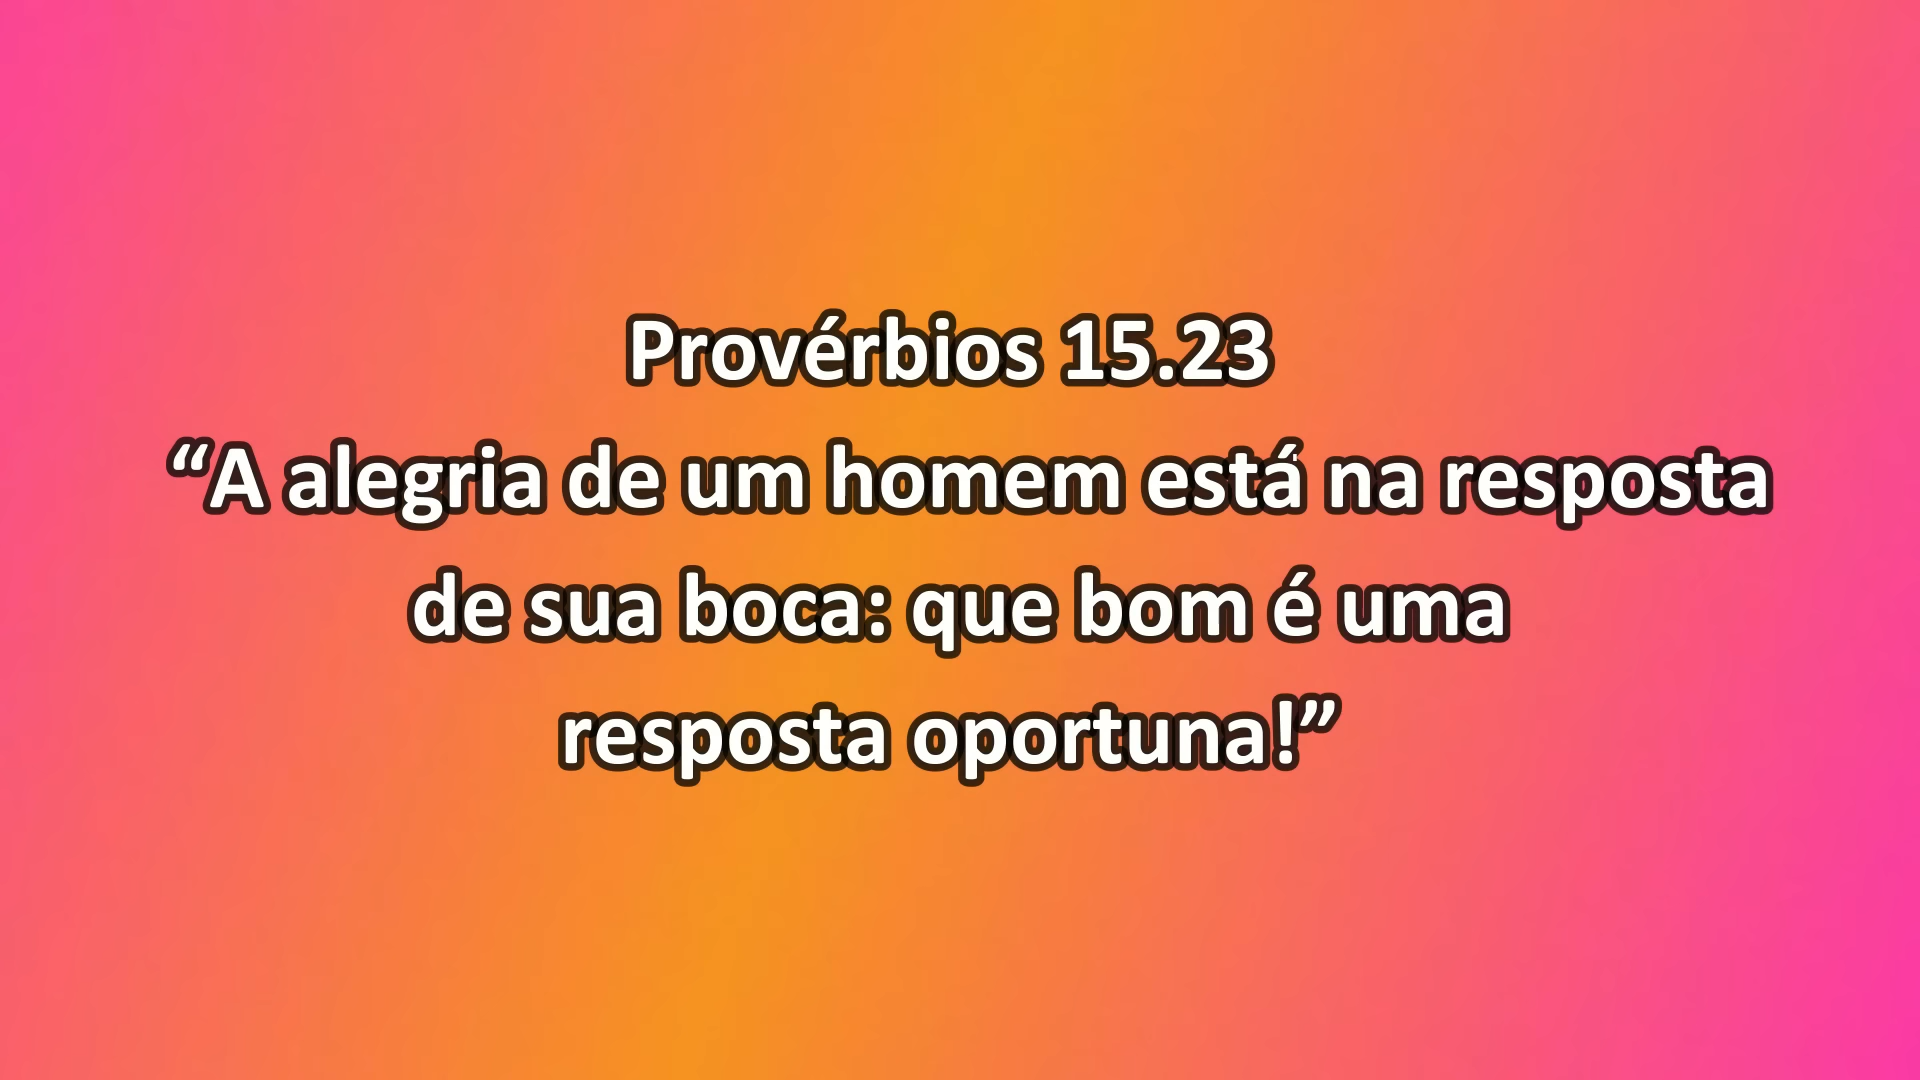 Provérbios 15.23
“A alegria de um homem está na resposta
de sua boca: que bom é uma
resposta oportuna!”